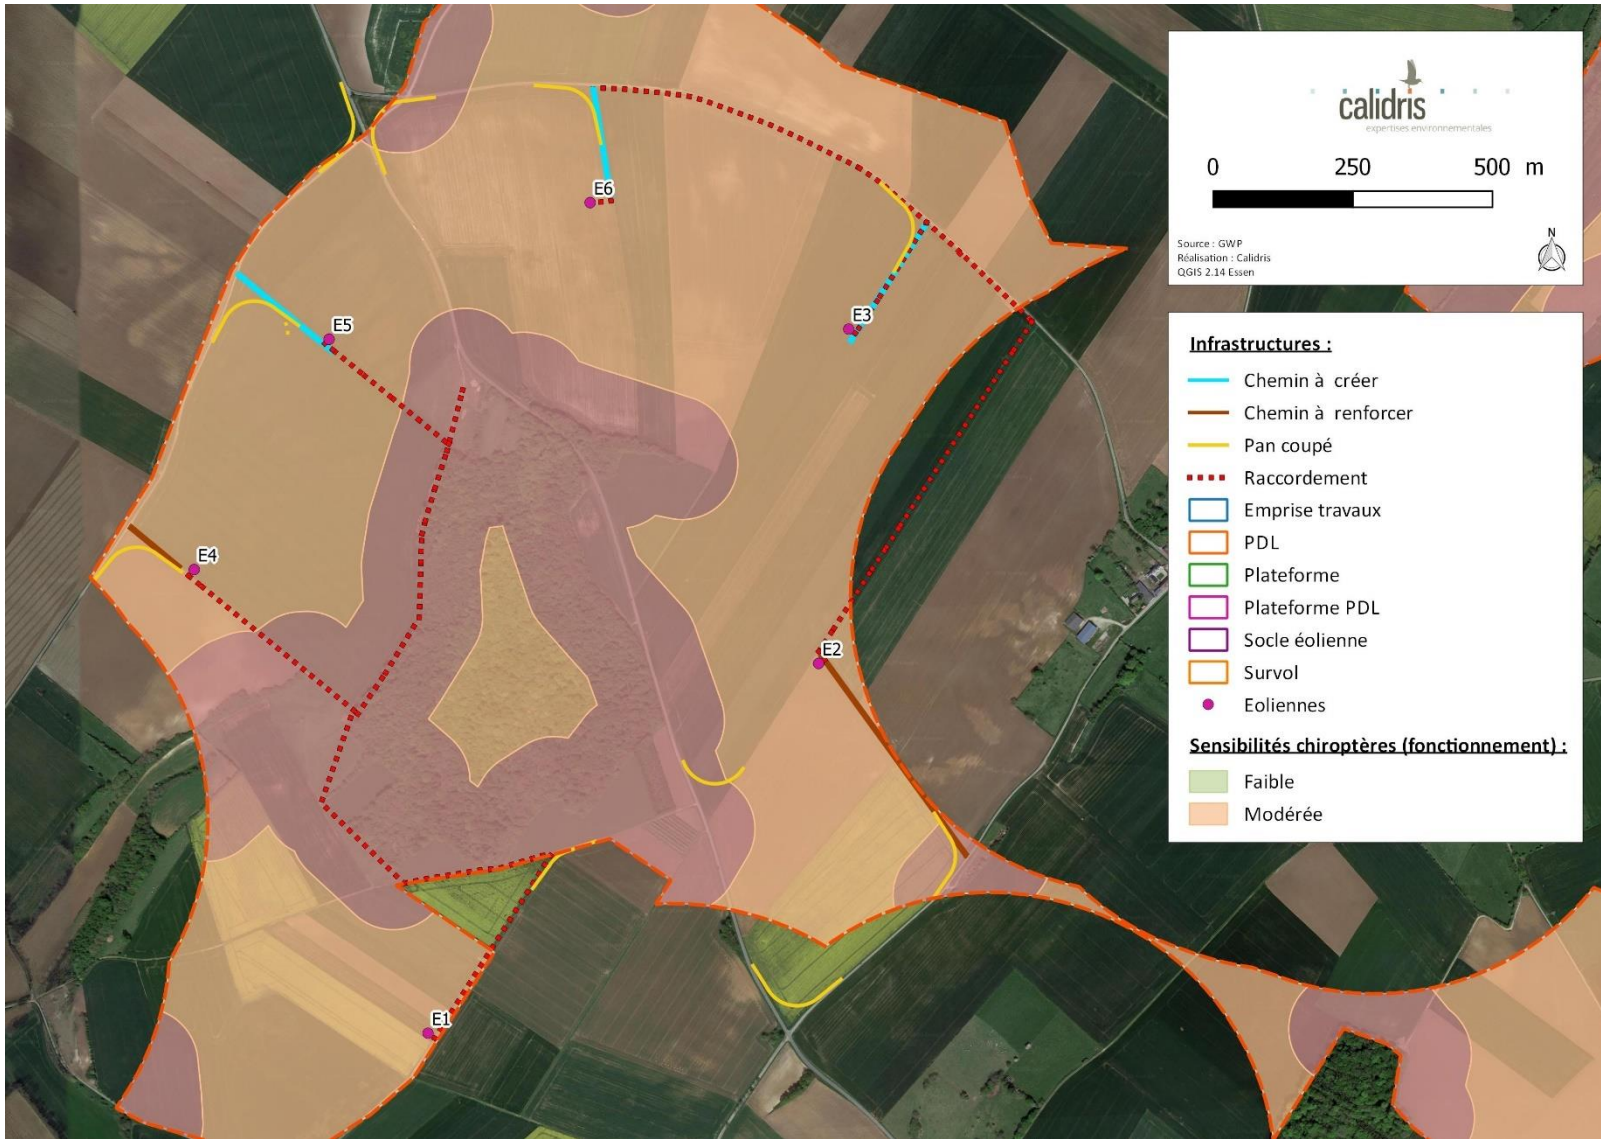 calidris
expertises environnementales
0 250 500 m
Source : GWP
Réalisation : Calidris
QGIS 2.14 Essen
N
Infrastructures :
Chemin à créer
Chemin à renforcer
Pan coupé
Raccordement
Emprise travaux
PDL
Plateforme
Plateforme PDL
Socle éolienne
Survol
Eoliennes
Sensibilités chiroptères (fonctionnement) :
Faible
Modérée
E6
E3
E5
E4
E2
E1